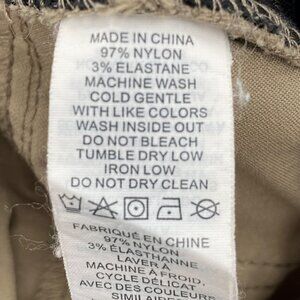 MADE IN CHINA
97% NYLON
3% ELASTANE
MACHINE WASH
COLD GENTLE
WITH LIKE COLORS
WASH INSIDE OUT
DO NOT BLEACH
TUMBLE DRY LOW
IRON LOW
DO NOT DRY CLEAN
FABRIQUÉ EN CHINE
97% NYLON
3% ÉLASTHANNE
LAVER À
MACHINE À FROID,
CYCLE DÉLICAT
AVEC DES COULEURS
SIMILAIRES